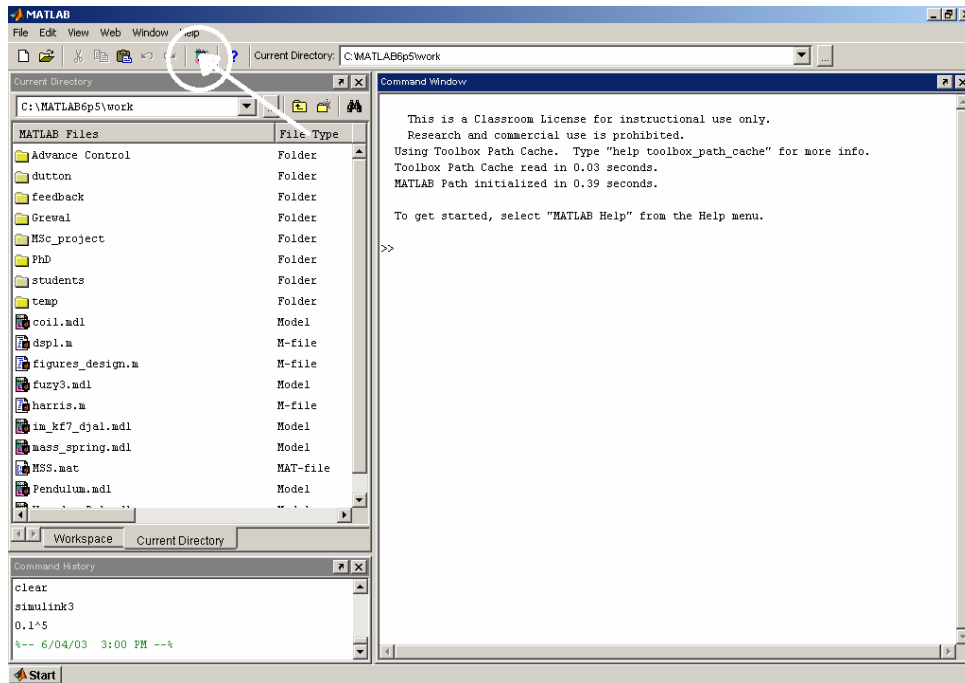 MATLAB
File Edit View Web Window Help
? Current Directory: C:\MATLAB6p5\work ...
Current Directory
C:\MATLAB6p5\work ...
MATLAB Files File Type
Advance Control Folder
dutton Folder
feedback Folder
Grewal Folder
MSc_project Folder
PhD Folder
students Folder
temp Folder
coil.mdl Model
dspl.m M-file
figures_design.m M-file
fuzy3.mdl Model
harris.m M-file
im_kf7_djal.mdl Model
mass_spring.mdl Model
MSS.mat MAT-file
Pendulum.mdl Model
Workspace Current Directory
Command History
clear
simulink3
0.1^5
%-- 6/04/03 3:00 PM --%
Command Window
This is a Classroom License for instructional use only.
Research and commercial use is prohibited.
Using Toolbox Path Cache. Type "help toolbox_path_cache" for more info.
Toolbox Path Cache read in 0.03 seconds.
MATLAB Path initialized in 0.39 seconds.
To get started, select "MATLAB Help" from the Help menu.
>>
Start